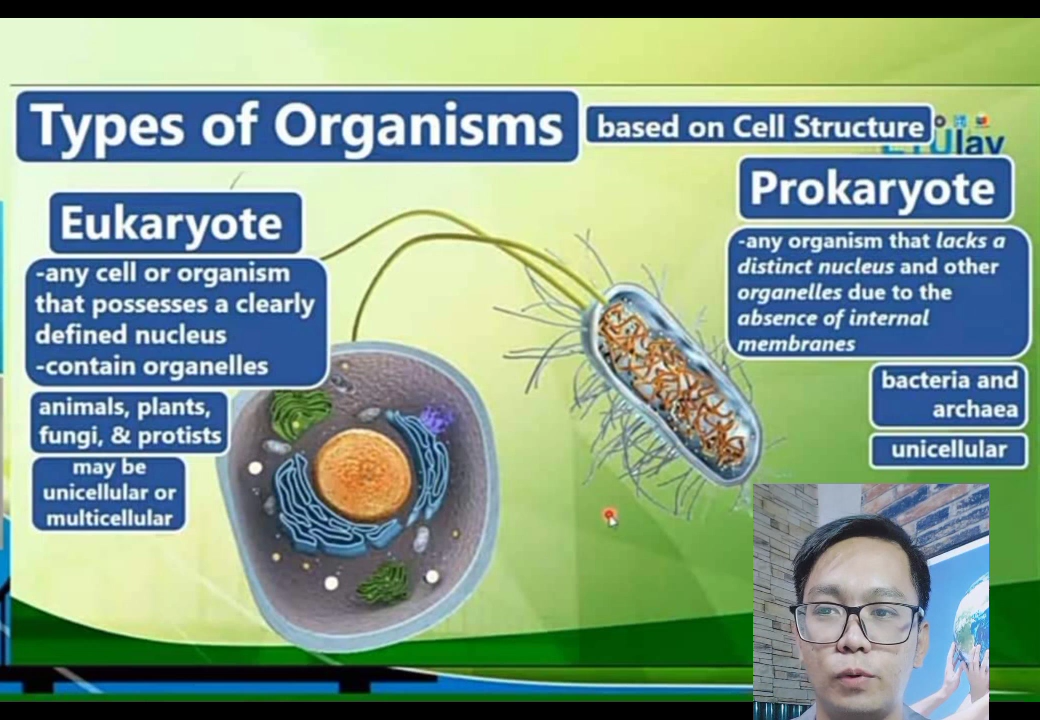 Types of Organisms
based on Cell Structure
Eukaryote
-any cell or organism
that possesses a clearly
defined nucleus
-contain organelles
animals, plants,
fungi, & protists
may be
unicellular or
multicellular
Prokaryote
-any organism that lacks a
distinct nucleus and other
organelles due to the
absence of internal
membranes
bacteria and
archaea
unicellular